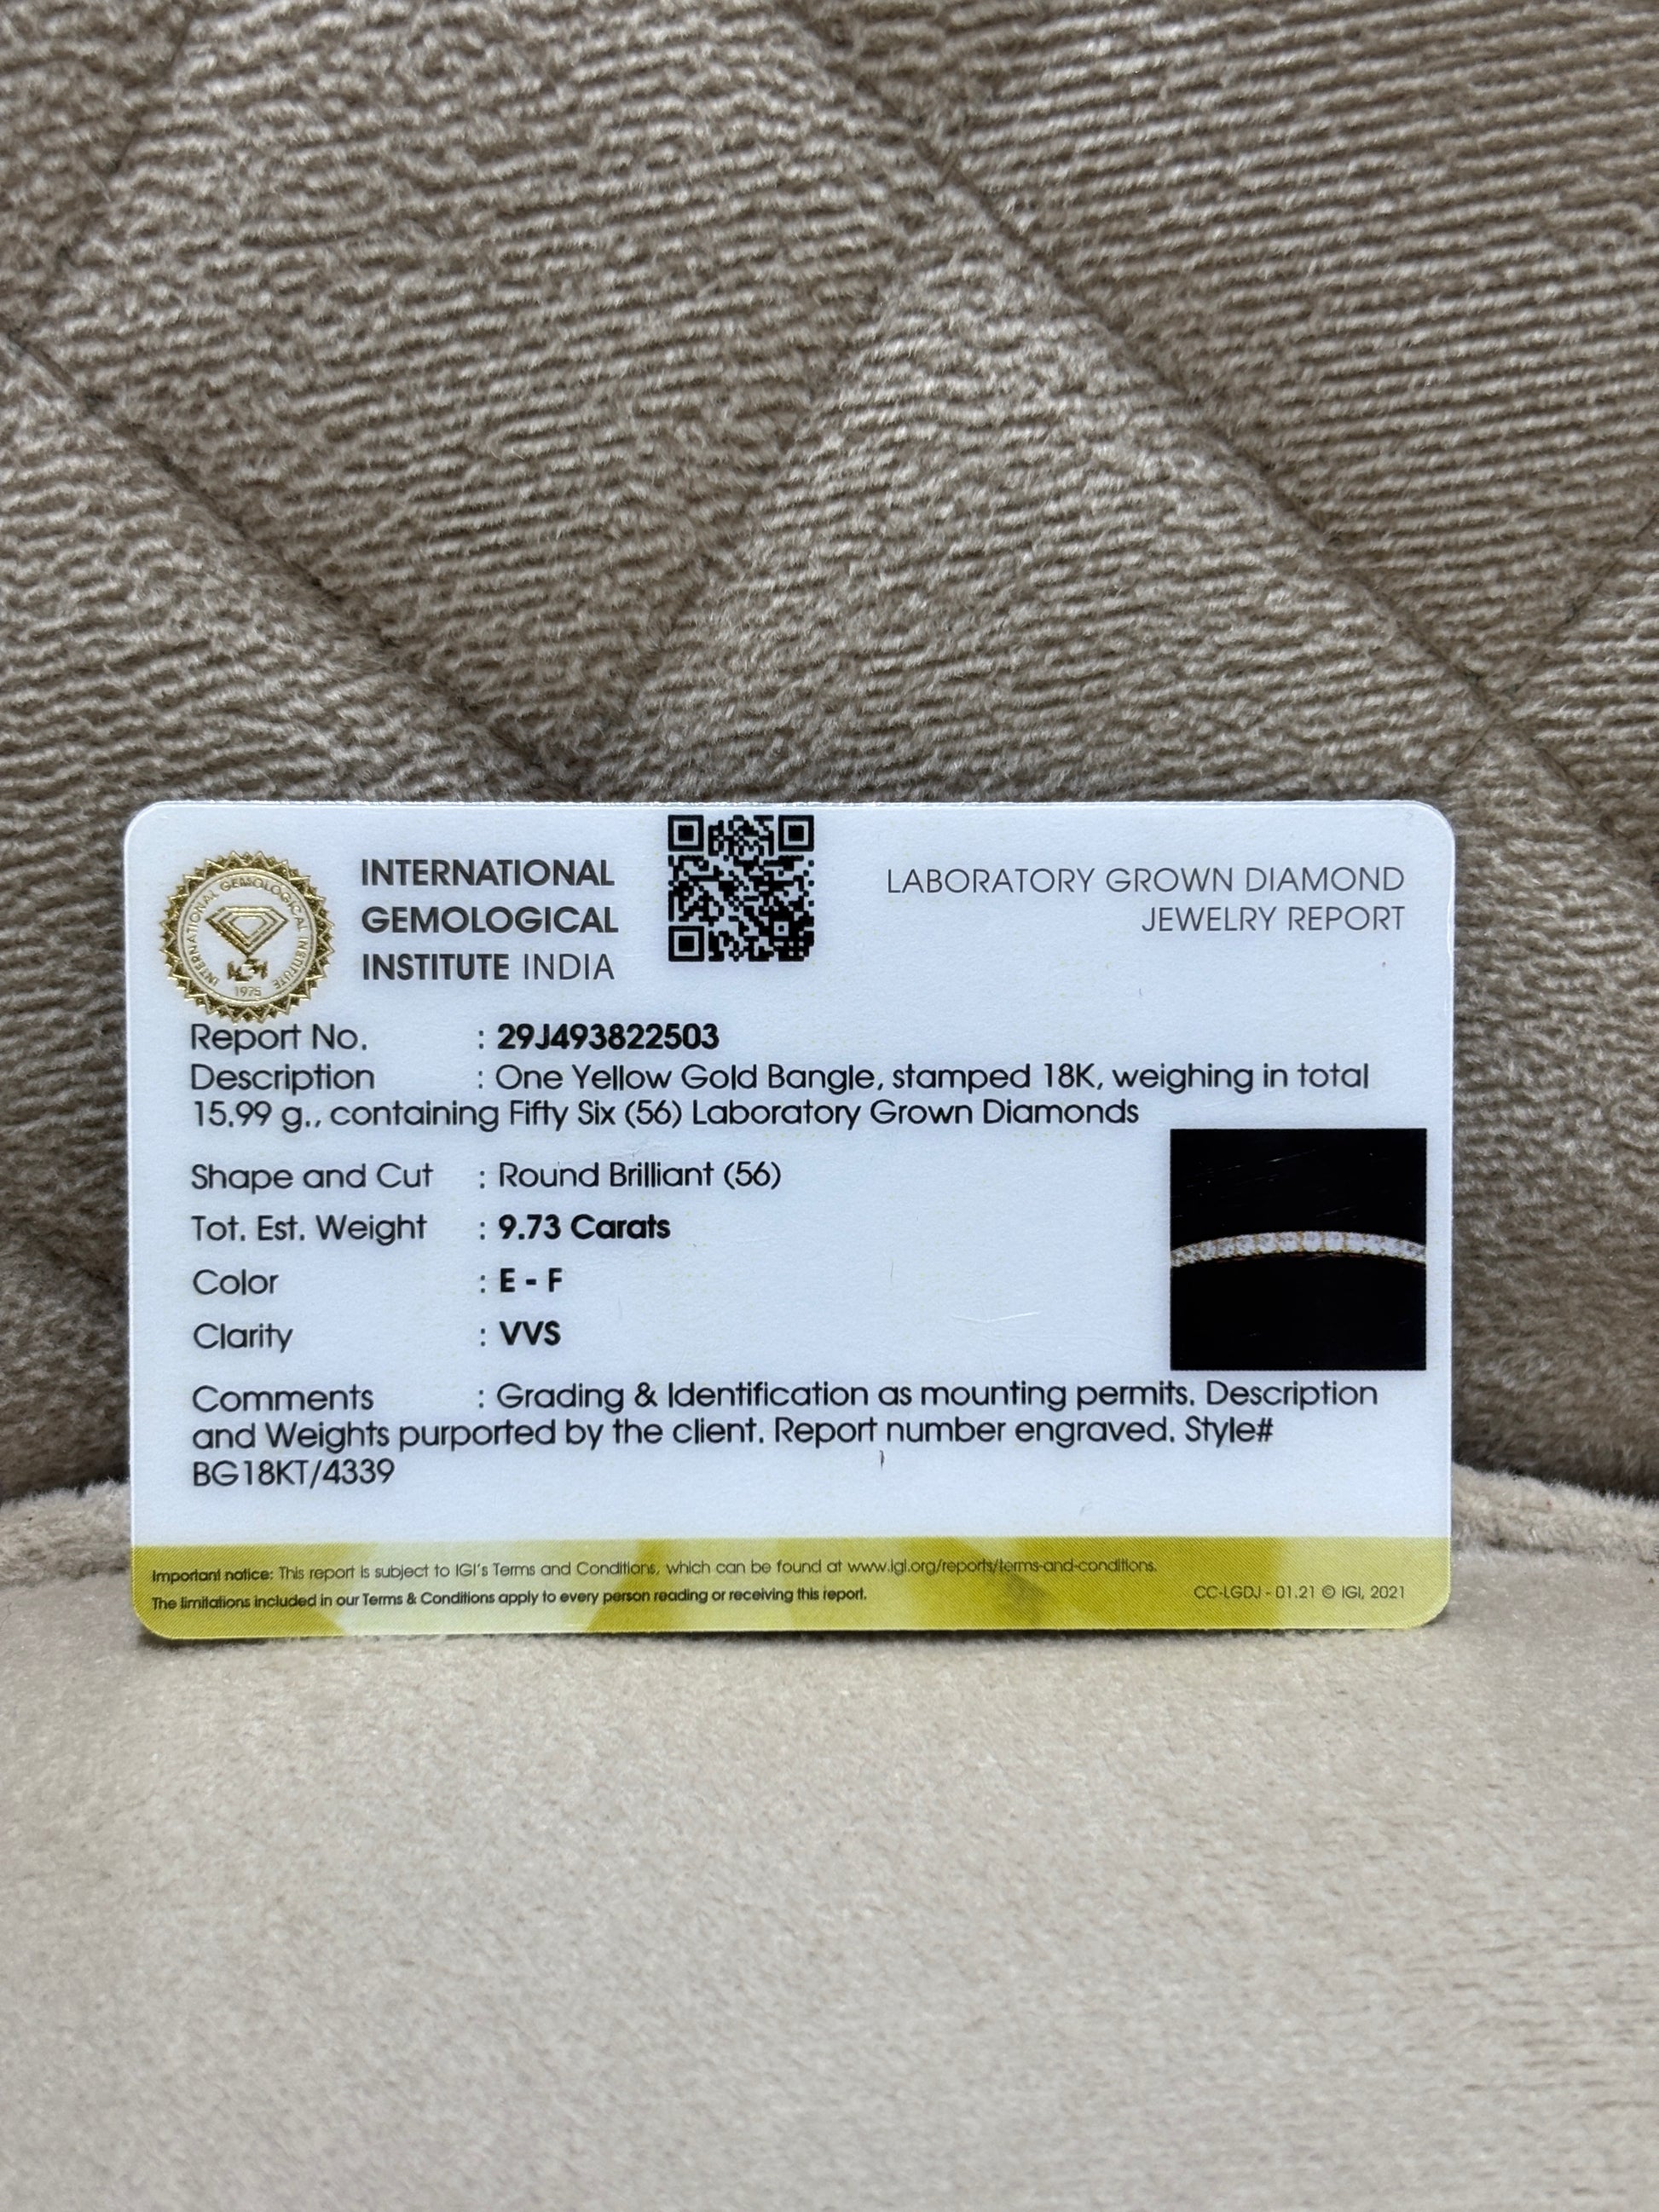 INTERNATIONAL
GEMOLOGICAL
INSTITUTE INDIA
LABORATORY GROWN DIAMOND
JEWELRY REPORT
INTERNATIONAL GEMOLOGICAL INSTITUTE
IGI
1975
Report No. : 29J493822503
Description : One Yellow Gold Bangle, stamped 18K, weighing in total
15.99 g., containing Fifty Six (56) Laboratory Grown Diamonds
Shape and Cut : Round Brilliant (56)
Tot. Est. Weight : 9.73 Carats
Color : E - F
Clarity : VVS
Comments : Grading & Identification as mounting permits. Description
and Weights purported by the client. Report number engraved. Style#
BG18KT/4339
Important notice: This report is subject to IGI's Terms and Conditions, which can be found at www.igi.org/reports/terms-and-conditions.
The limitations included in our Terms & Conditions apply to every person reading or receiving this report.
CC-LGDJ - 01.21 © IGI, 2021